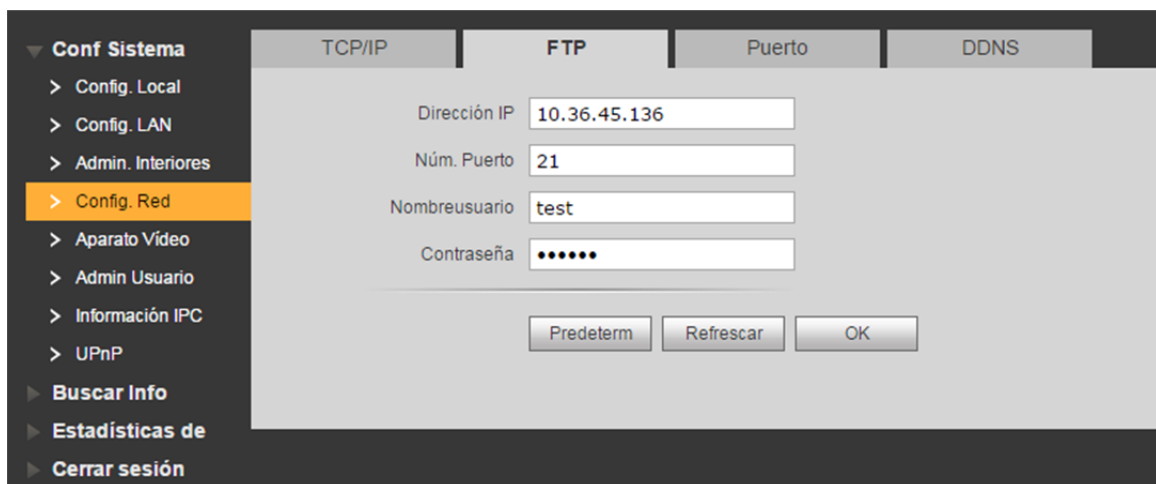 Conf Sistema
Config. Local
Config. LAN
Admin. Interiores
Config. Red
Aparato Vídeo
Admin Usuario
Información IPC
UPnP
Buscar Info
Estadísticas de
Cerrar sesión
TCP/IP FTP Puerto DDNS
Dirección IP 10.36.45.136
Núm. Puerto 21
Nombreusuario test
Contraseña ••••••
Predeterm Refrescar OK